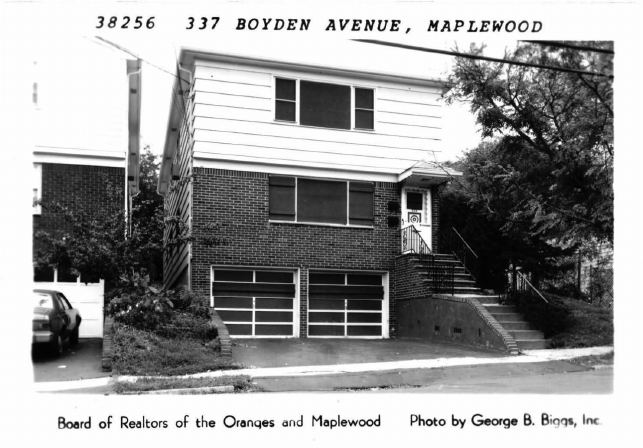 38256 337 BOYDEN AVENUE, MAPLEWOOD
Board of Realtors of the Oranges and Maplewood Photo by George B. Biggs, Inc.